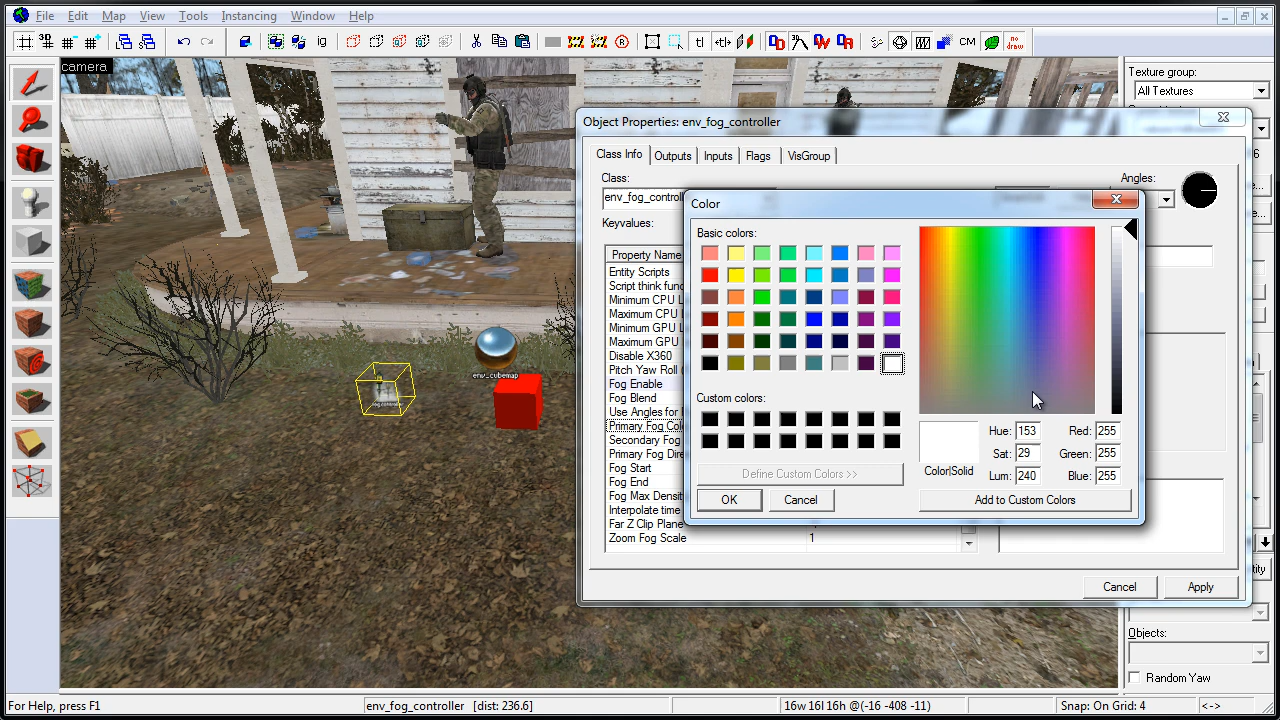 File Edit Map View Tools Instancing Window Help
3D
ig
tl
CM
no draw
camera
Texture group:
All Textures
Object Properties: env_fog_controller
Class Info Outputs Inputs Flags VisGroup
Class:
Angles:
Keyvalues:
Property Name
Entity Scripts
Minimum CPU L
Maximum CPU L
Minimum GPU L
Maximum GPU L
Disable X360
Pitch Yaw Roll (
Fog Enable
Fog Blend
Use Angles for
Primary Fog Colo
Secondary Fog
Primary Fog Dire
Fog Start
Fog End
Fog Max Densit
Interpolate time
Far Z Clip Plane
Zoom Fog Scale 1
Color
Basic colors:
Custom colors:
Define Custom Colors >>
OK Cancel
Color|Solid
Hue: 153 Red: 255
Sat: 29 Green: 255
Lum: 240 Blue: 255
Add to Custom Colors
env_cubemap
Cancel Apply
Objects:
Random Yaw
For Help, press F1
env_fog_controller [dist: 236.6]
16w 16l 16h @(-16 -408 -11)
Snap: On Grid: 4
<->